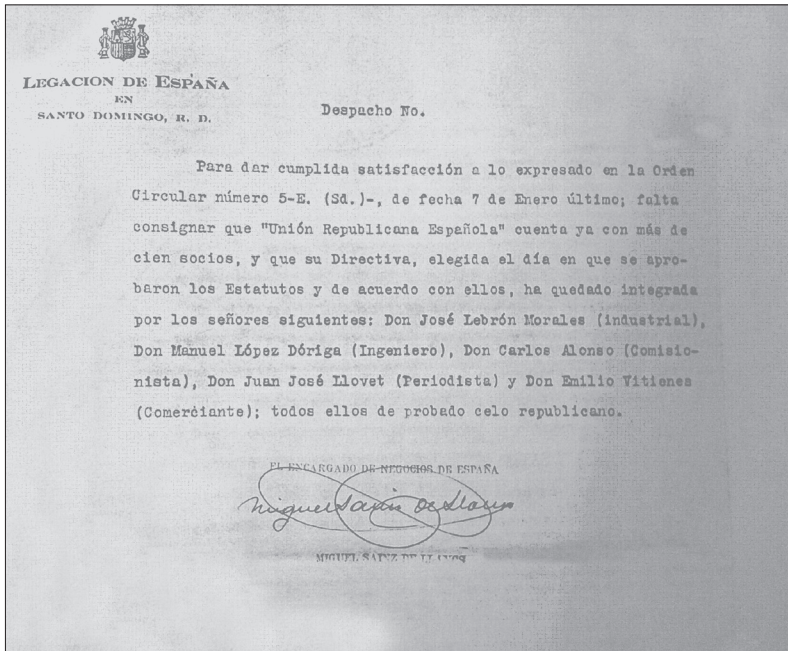 LEGACION DE ESPAÑA
EN
SANTO DOMINGO, R. D.
Despacho No.
Para dar cumplida satisfacción a lo expresado en la Orden
Circular número 5-E. (Sd.)-, de fecha 7 de Enero último; falta
consignar que "Unión Republicana Española" cuenta ya con más de
cien socios, y que su Directiva, elegida el día en que se apro-
baron los Estatutos y de acuerdo con ellos, ha quedado integrada
por los señores siguientes: Don José Lebrón Morales (industrial),
Don Manuel López Dóriga (Ingeniero), Don Carlos Alonso (Comisio-
nista), Don Juan José Llovet (Periodista) y Don Emilio Vitienes
(Comerciante); todos ellos de probado celo republicano.
EL ENCARGADO DE NEGOCIOS DE ESPAÑA
Miguel Sainz de Llanos
MIGUEL SAINZ DE LLANOS